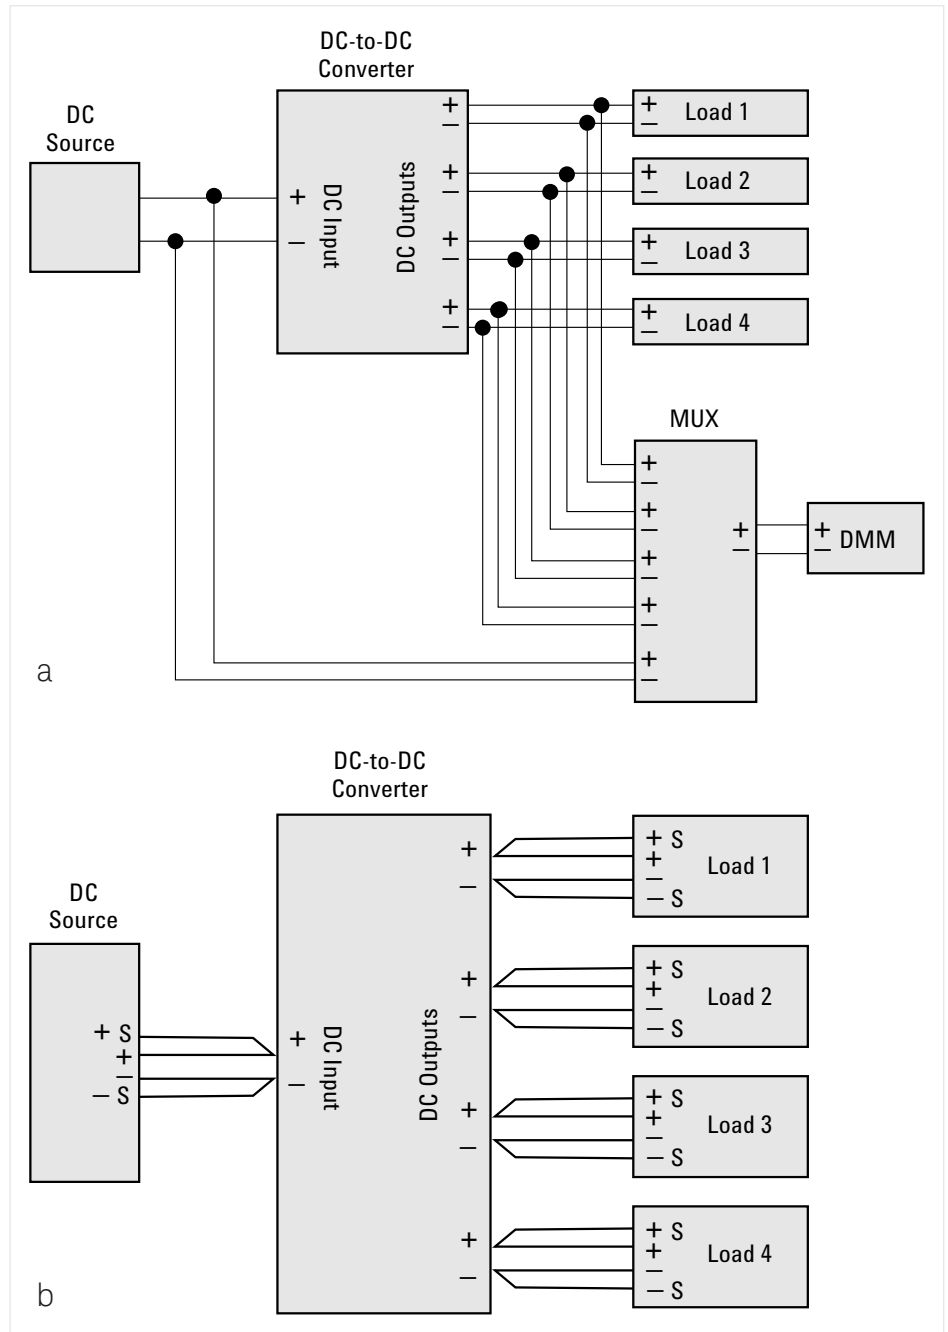 DC-to-DC
Converter
DC
Source
+
−
DC Input
DC Outputs
+
−
+
−
+
−
+
−
+
−
Load 1
+
−
Load 2
+
−
Load 3
+
−
Load 4
MUX
+
−
+
−
+
−
+
−
+
−
+
−
+
−
DMM
a
DC-to-DC
Converter
DC
Source
+ S
+
−
− S
+
−
DC Input
DC Outputs
+
−
+
−
+
−
+
−
+ S
+
−
− S
Load 1
+ S
+
−
− S
Load 2
+ S
+
−
− S
Load 3
+ S
+
−
− S
Load 4
b